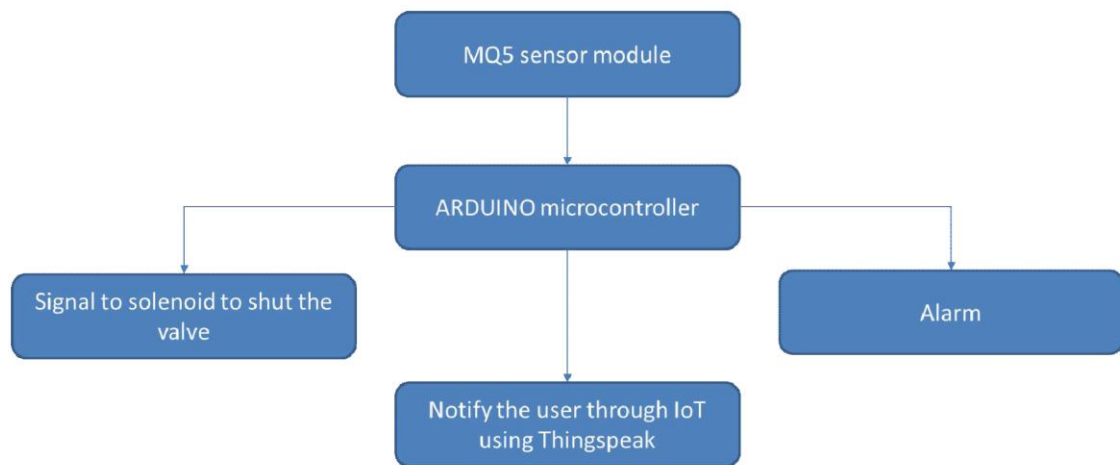 MQ5 sensor module
ARDUINO microcontroller
Signal to solenoid to shut the
valve
Alarm
Notify the user through IoT
using Thingspeak